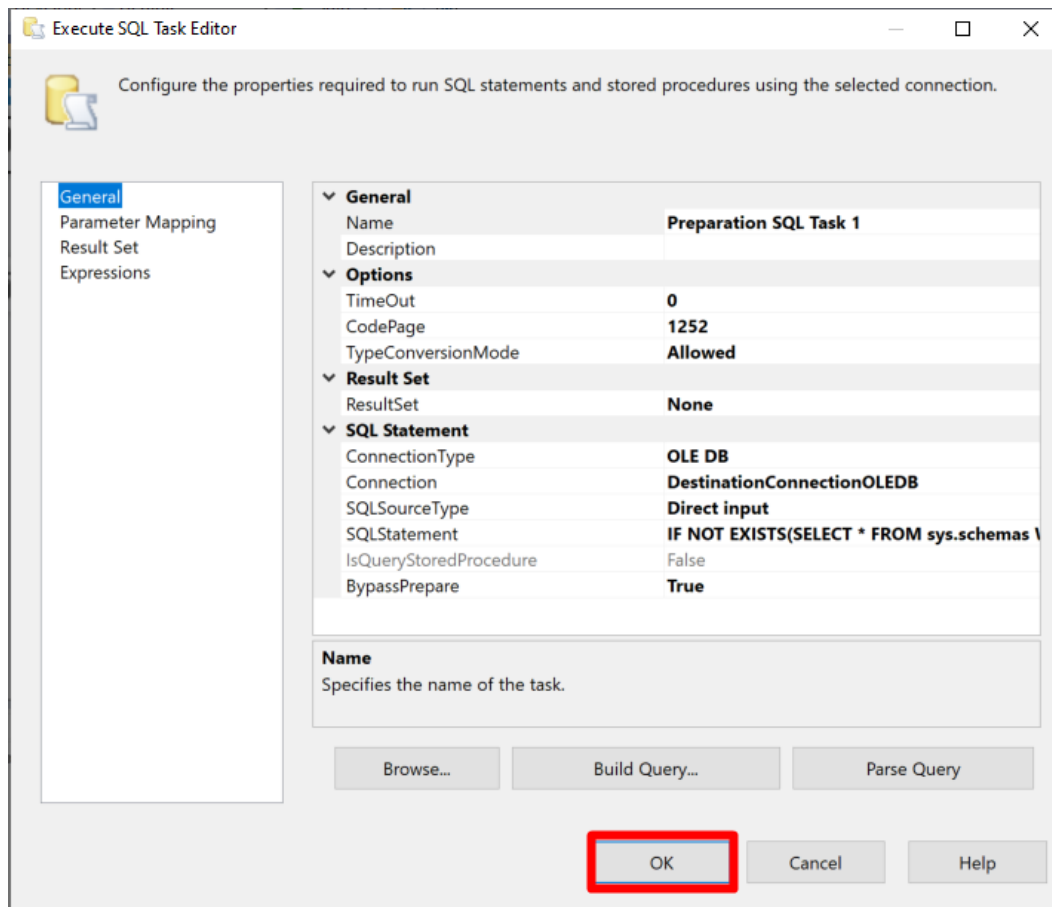 Execute SQL Task Editor
Configure the properties required to run SQL statements and stored procedures using the selected connection.
General
Parameter Mapping
Result Set
Expressions
General
Name Preparation SQL Task 1
Description
Options
TimeOut 0
CodePage 1252
TypeConversionMode Allowed
Result Set
ResultSet None
SQL Statement
ConnectionType OLE DB
Connection DestinationConnectionOLEDB
SQLSourceType Direct input
SQLStatement IF NOT EXISTS(SELECT * FROM sys.schemas
IsQueryStoredProcedure False
BypassPrepare True
Name
Specifies the name of the task.
Browse... Build Query... Parse Query
OK Cancel Help